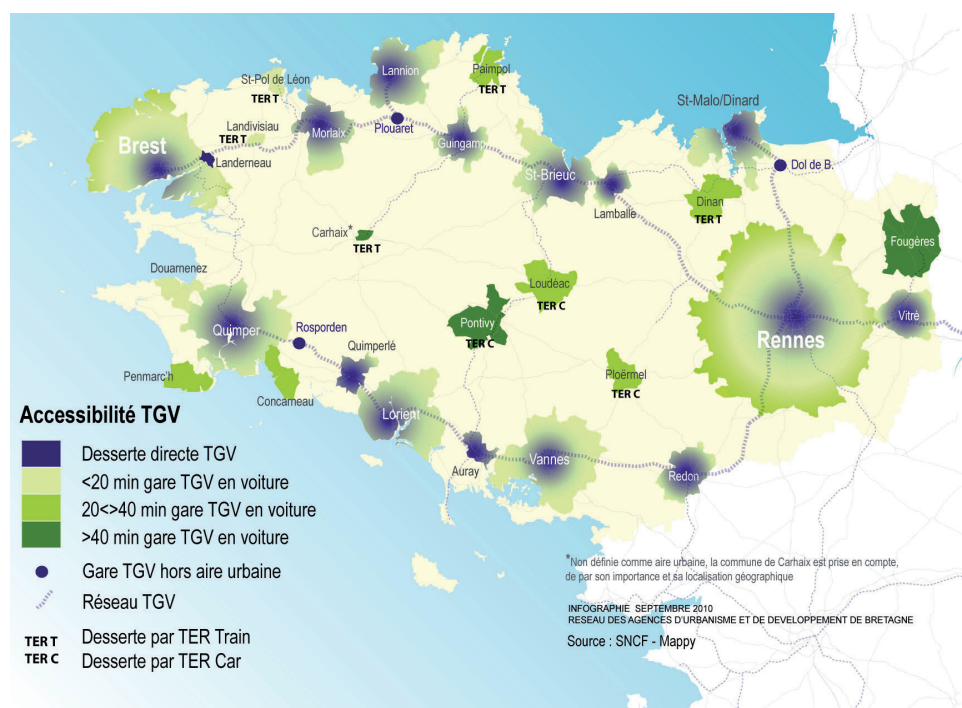 Lannion
Paimpol
TER T
St-Pol de Léon
TER T
St-Malo/Dinard
Landivisiau
TER T
Morlaix
Plouaret
Guingamp
Brest
Landerneau
St-Brieuc
Dol de B.
Lamballe
Dinan
TER T
Carhaix*
TER T
Fougères
Douarnenez
Loudéac
TER C
Pontivy
TER C
Quimper
Rosporden
Vitré
Rennes
Quimperlé
Ploërmel
TER C
Penmarc'h
Concarneau
Lorient
Auray
Vannes
Redon
Accessibilité TGV
Desserte directe TGV
<20 min gare TGV en voiture
20<>40 min gare TGV en voiture
>40 min gare TGV en voiture
Gare TGV hors aire urbaine
Réseau TGV
TER T Desserte par TER Train
TER C Desserte par TER Car
*Non définie comme aire urbaine, la commune de Carhaix est prise en compte,
de par son importance et sa localisation géographique
INFOGRAPHIE SEPTEMBRE 2010
RESEAU DES AGENCES D'URBANISME ET DE DEVELOPPEMENT DE BRETAGNE
Source : SNCF - Mappy